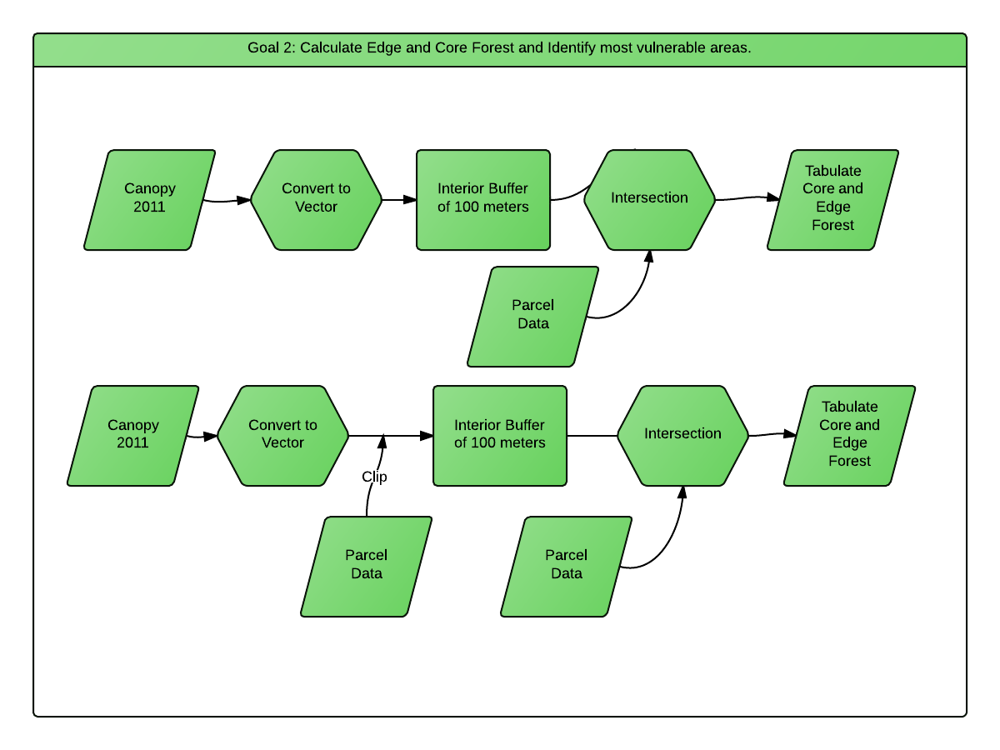 Goal 2: Calculate Edge and Core Forest and Identify most vulnerable areas.
Canopy
2011
Convert to
Vector
Interior Buffer
of 100 meters
Intersection
Tabulate
Core and
Edge
Forest
Parcel
Data
Canopy
2011
Convert to
Vector
Interior Buffer
of 100 meters
Intersection
Tabulate
Core and
Edge
Forest
Clip
Parcel
Data
Parcel
Data